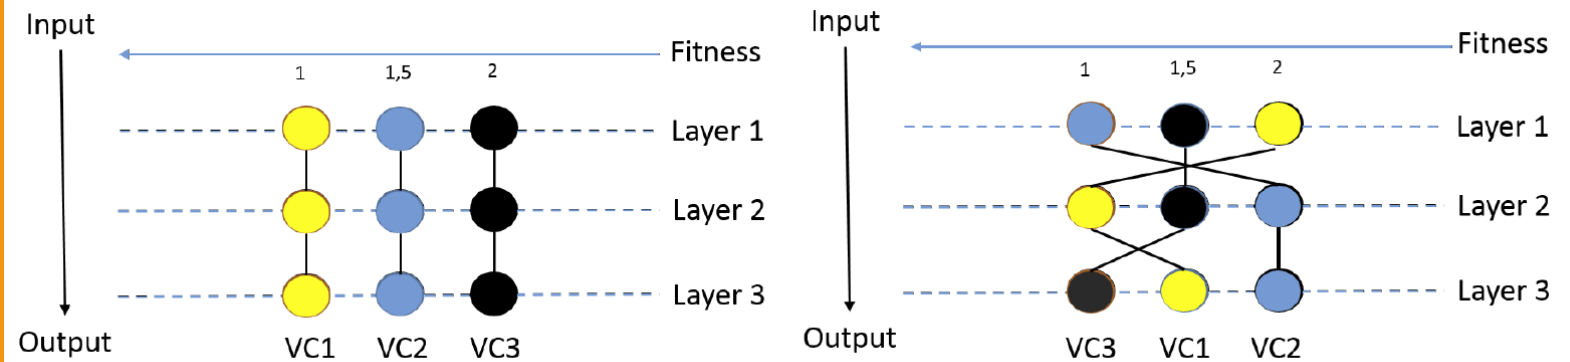 Input
Fitness
1 1,5 2
Layer 1
Layer 2
Layer 3
Output
VC1 VC2 VC3
Input
Fitness
1 1,5 2
Layer 1
Layer 2
Layer 3
Output
VC3 VC1 VC2